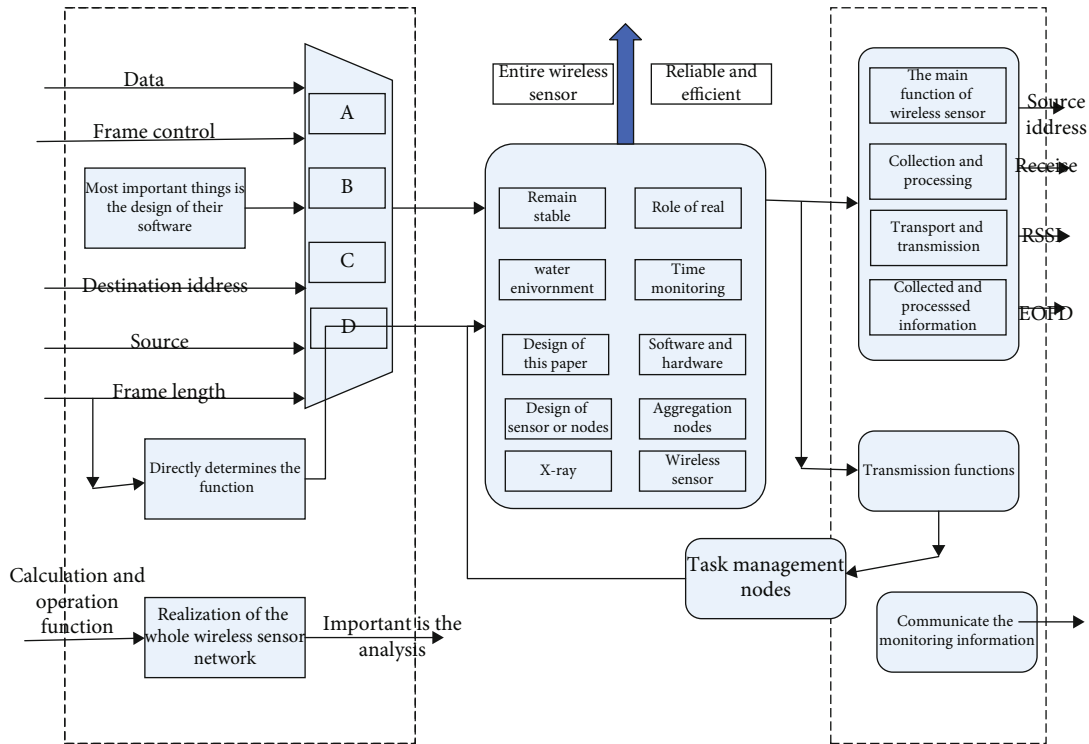 Data
Frame control
Most important things is
the design of their
software
Destination iddress
Source
Frame length
Directly determines the
function
Calculation and
operation
function
Realization of the
whole wireless sensor
network
Important is the
analysis
A
B
C
D
Entire wireless
sensor
Reliable and
efficient
Remain
stable
Role of real
water
enivornment
Time
monitoring
Design of
this paper
Software and
hardware
Design of
sensor or nodes
Aggregation
nodes
X-ray
Wireless
sensor
Task management
nodes
The main
function of
wireless sensor
Collection and
processing
Transport and
transmission
Collected and
processsed
information
Source
iddress
Receise
RSSI
EOFD
Transmission functions
Communicate the
monitoring information